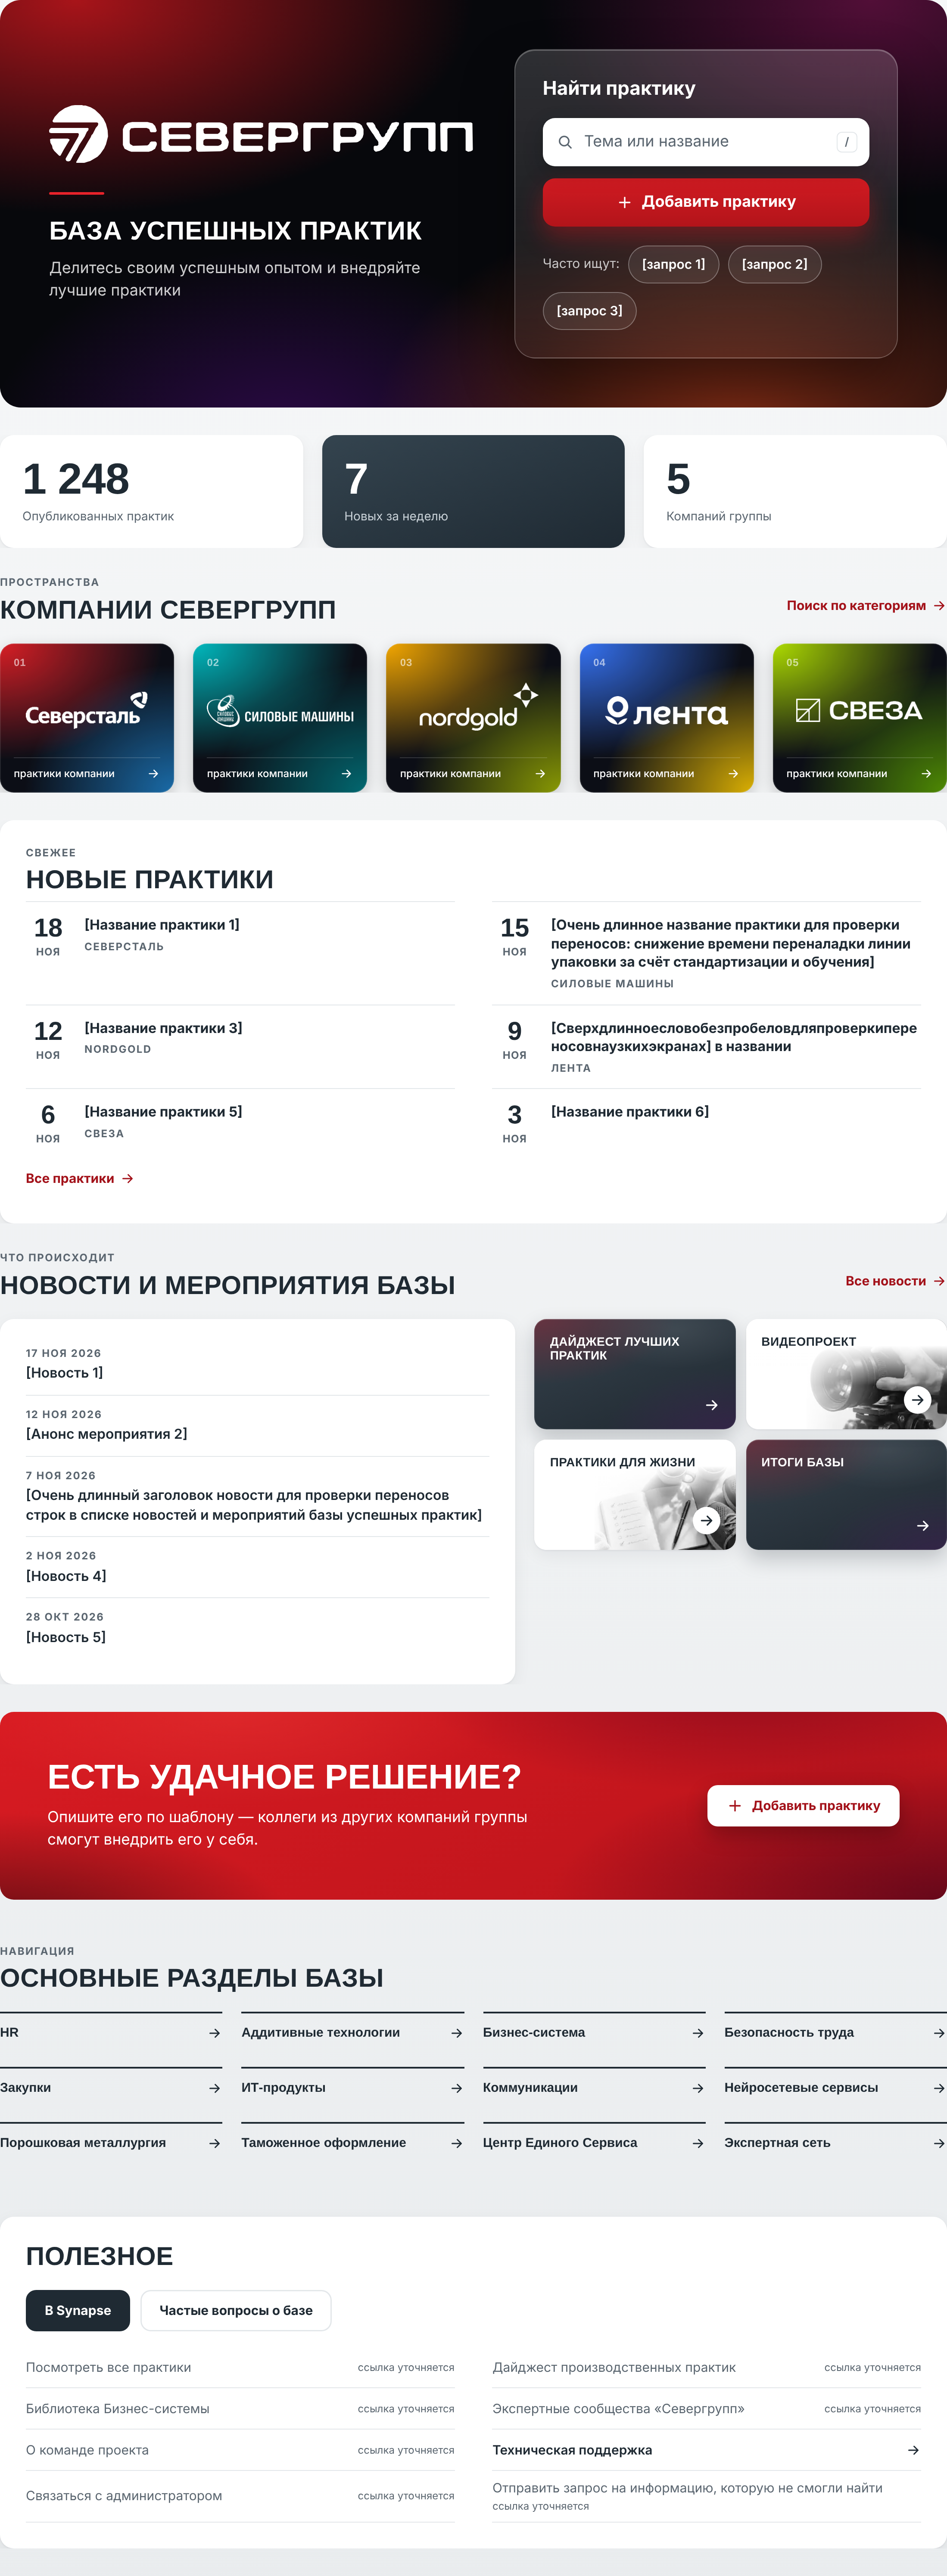 СЕВЕРГРУПП
БАЗА УСПЕШНЫХ ПРАКТИК
Делитесь своим успешным опытом и внедряйте
лучшие практики
Найти практику
Тема или название
/
Добавить практику
Часто ищут:
[запрос 1]
[запрос 2]
[запрос 3]
1 248
Опубликованных практик
7
Новых за неделю
5
Компаний группы
ПРОСТРАНСТВА
КОМПАНИИ СЕВЕРГРУПП
Поиск по категориям
01
Северсталь
практики компании
02
СИЛОВЫЕ МАШИНЫ
СИЛОВЫЕ МАШИНЫ
практики компании
03
nordgold
практики компании
04
лента
практики компании
05
СВЕЗА
практики компании
СВЕЖЕЕ
НОВЫЕ ПРАКТИКИ
18
НОЯ
[Название практики 1]
СЕВЕРСТАЛЬ
15
НОЯ
[Очень длинное название практики для проверки
переносов: снижение времени переналадки линии
упаковки за счёт стандартизации и обучения]
СИЛОВЫЕ МАШИНЫ
12
НОЯ
[Название практики 3]
NORDGOLD
9
НОЯ
[Сверхдлинноесловобезпробеловдляпроверкипере
носовнаузкихэкранах] в названии
ЛЕНТА
6
НОЯ
[Название практики 5]
СВЕЗА
3
НОЯ
[Название практики 6]
Все практики
ЧТО ПРОИСХОДИТ
НОВОСТИ И МЕРОПРИЯТИЯ БАЗЫ
Все новости
17 НОЯ 2026
[Новость 1]
12 НОЯ 2026
[Анонс мероприятия 2]
7 НОЯ 2026
[Очень длинный заголовок новости для проверки переносов
строк в списке новостей и мероприятий базы успешных практик]
2 НОЯ 2026
[Новость 4]
28 ОКТ 2026
[Новость 5]
ДАЙДЖЕСТ ЛУЧШИХ
ПРАКТИК
ВИДЕОПРОЕКТ
ПРАКТИКИ ДЛЯ ЖИЗНИ
ИТОГИ БАЗЫ
ЕСТЬ УДАЧНОЕ РЕШЕНИЕ?
Опишите его по шаблону — коллеги из других компаний группы
смогут внедрить его у себя.
Добавить практику
НАВИГАЦИЯ
ОСНОВНЫЕ РАЗДЕЛЫ БАЗЫ
HR
Аддитивные технологии
Бизнес-система
Безопасность труда
Закупки
ИТ-продукты
Коммуникации
Нейросетевые сервисы
Порошковая металлургия
Таможенное оформление
Центр Единого Сервиса
Экспертная сеть
ПОЛЕЗНОЕ
В Synapse
Частые вопросы о базе
Посмотреть все практики
ссылка уточняется
Дайджест производственных практик
ссылка уточняется
Библиотека Бизнес-системы
ссылка уточняется
Экспертные сообщества «Севергрупп»
ссылка уточняется
О команде проекта
ссылка уточняется
Техническая поддержка
Связаться с администратором
ссылка уточняется
Отправить запрос на информацию, которую не смогли найти
ссылка уточняется